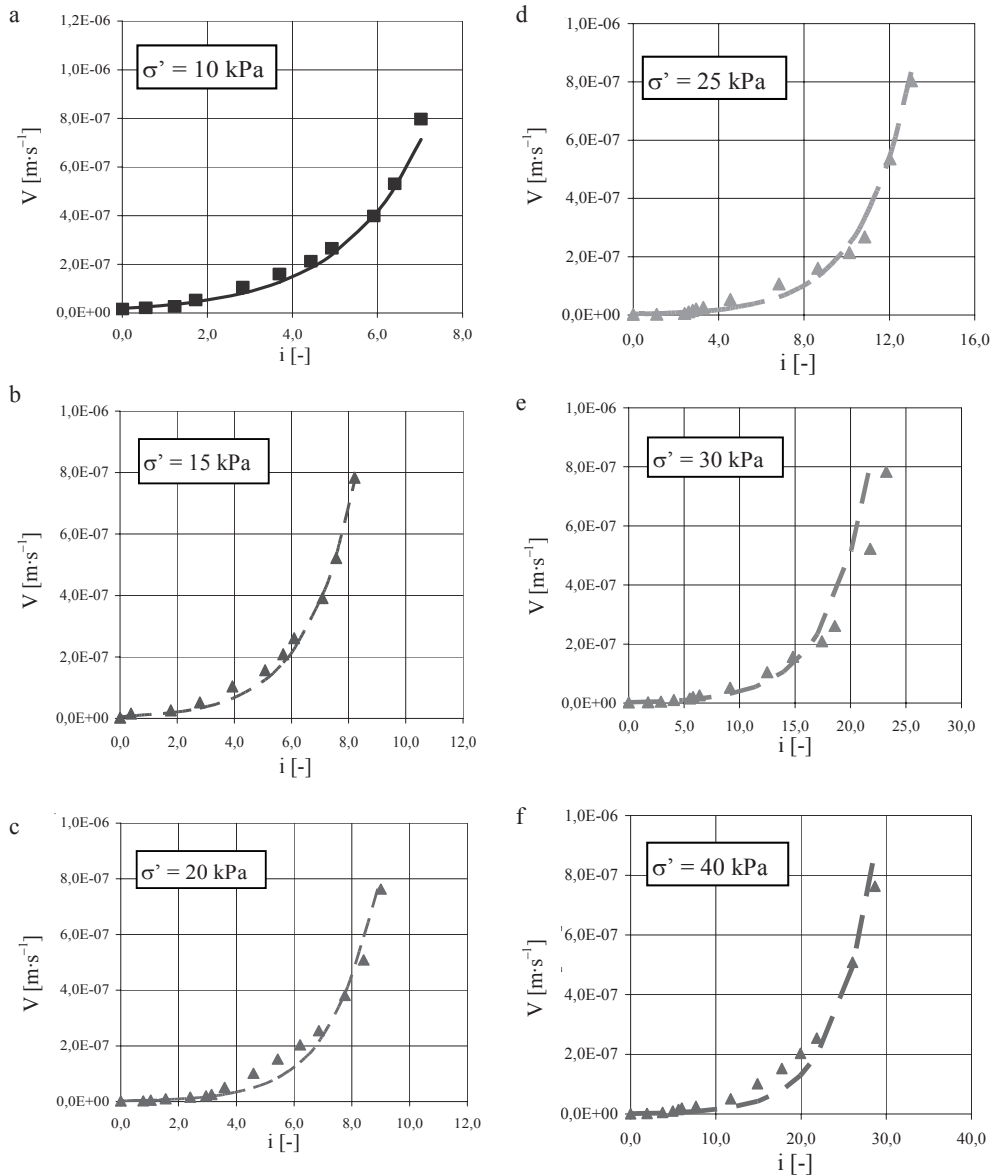 a
1,2E-06
1,0E-06
8,0E-07
6,0E-07
4,0E-07
2,0E-07
0,0E+00
V [m·s⁻¹]
σ' = 10 kPa
0,0 2,0 4,0 6,0 8,0
i [-]
b
1,0E-06
8,0E-07
6,0E-07
4,0E-07
2,0E-07
0,0E+00
V [m·s⁻¹]
σ' = 15 kPa
0,0 2,0 4,0 6,0 8,0 10,0 12,0
i [-]
c
1,0E-06
8,0E-07
6,0E-07
4,0E-07
2,0E-07
0,0E+00
V [m·s⁻¹]
σ' = 20 kPa
0,0 2,0 4,0 6,0 8,0 10,0 12,0
i [-]
d
1,0E-06
8,0E-07
6,0E-07
4,0E-07
2,0E-07
0,0E+00
V [m·s⁻¹]
σ' = 25 kPa
0,0 4,0 8,0 12,0 16,0
i [-]
e
1,0E-06
8,0E-07
6,0E-07
4,0E-07
2,0E-07
0,0E+00
V [m·s⁻¹]
σ' = 30 kPa
0,0 5,0 10,0 15,0 20,0 25,0 30,0
i [-]
f
1,0E-06
8,0E-07
6,0E-07
4,0E-07
2,0E-07
0,0E+00
V [m·s⁻¹]
σ' = 40 kPa
0,0 10,0 20,0 30,0 40,0
i [-]